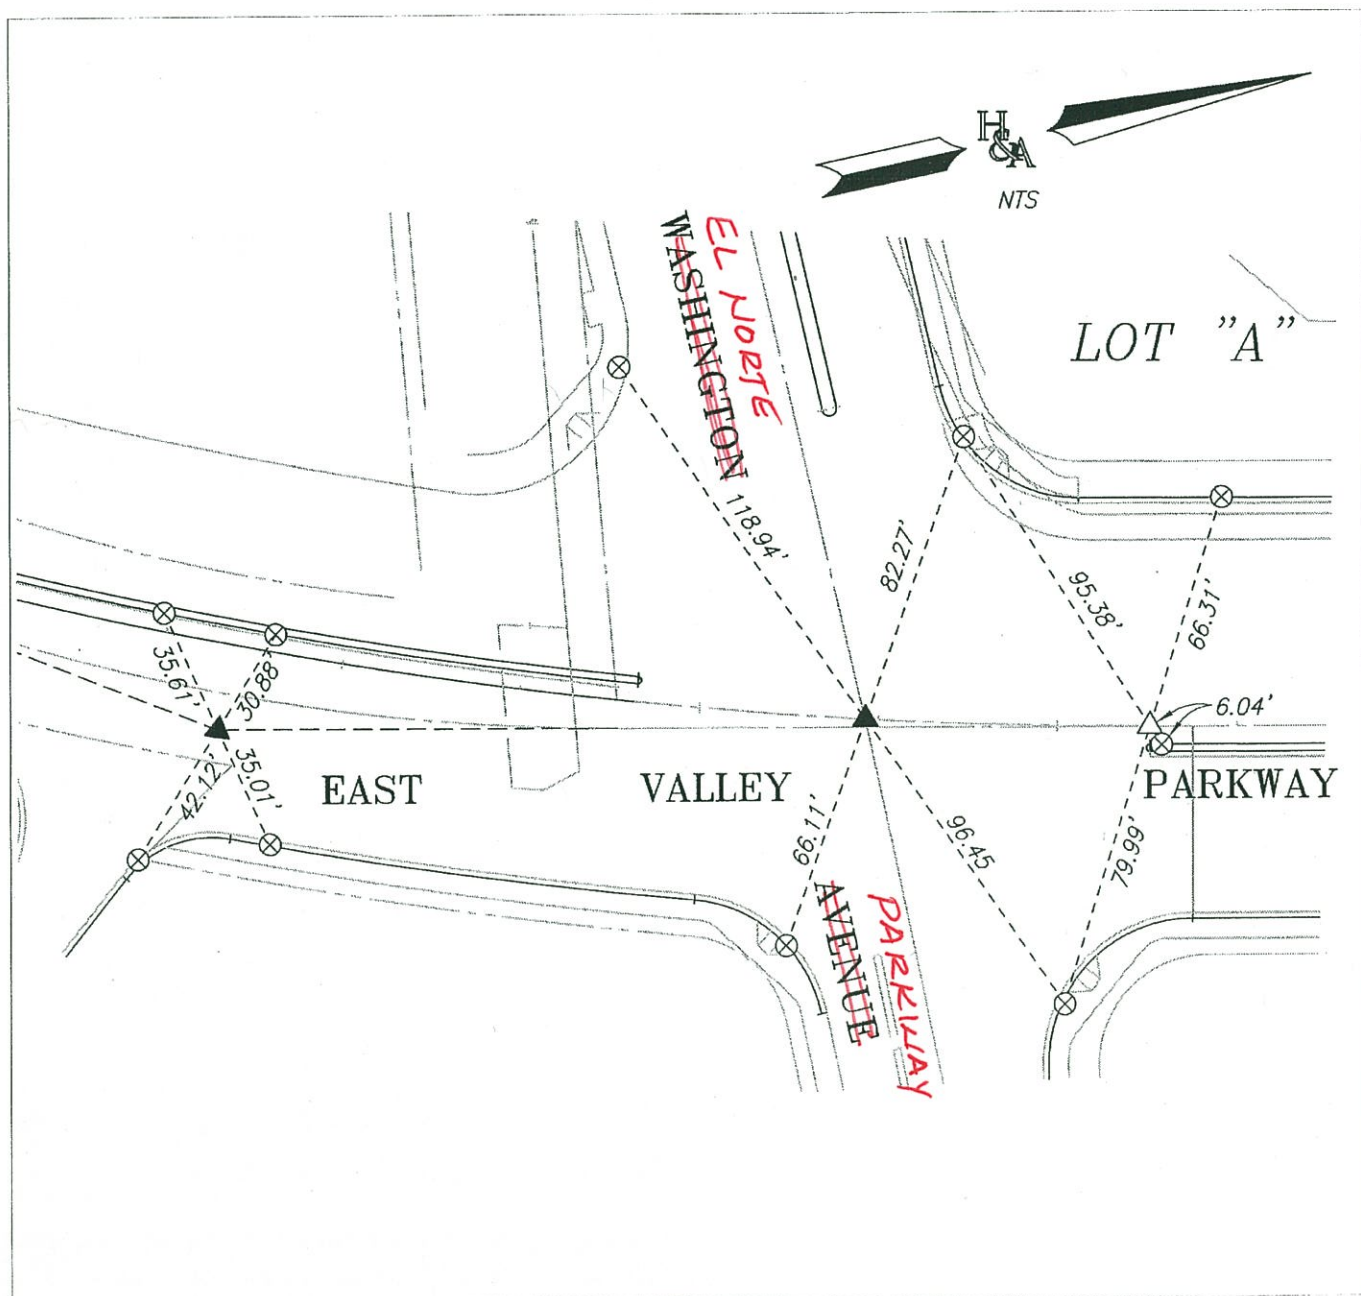 H&A
NTS
EL NORTE
WASHINGTON
LOT "A"
118.94'
82.27'
95.38'
66.31'
35.61'
30.88
6.04'
42.12'
35.01'
EAST VALLEY PARKWAY
66.11'
96.45
79.99'
AVENUE
PARKWAY